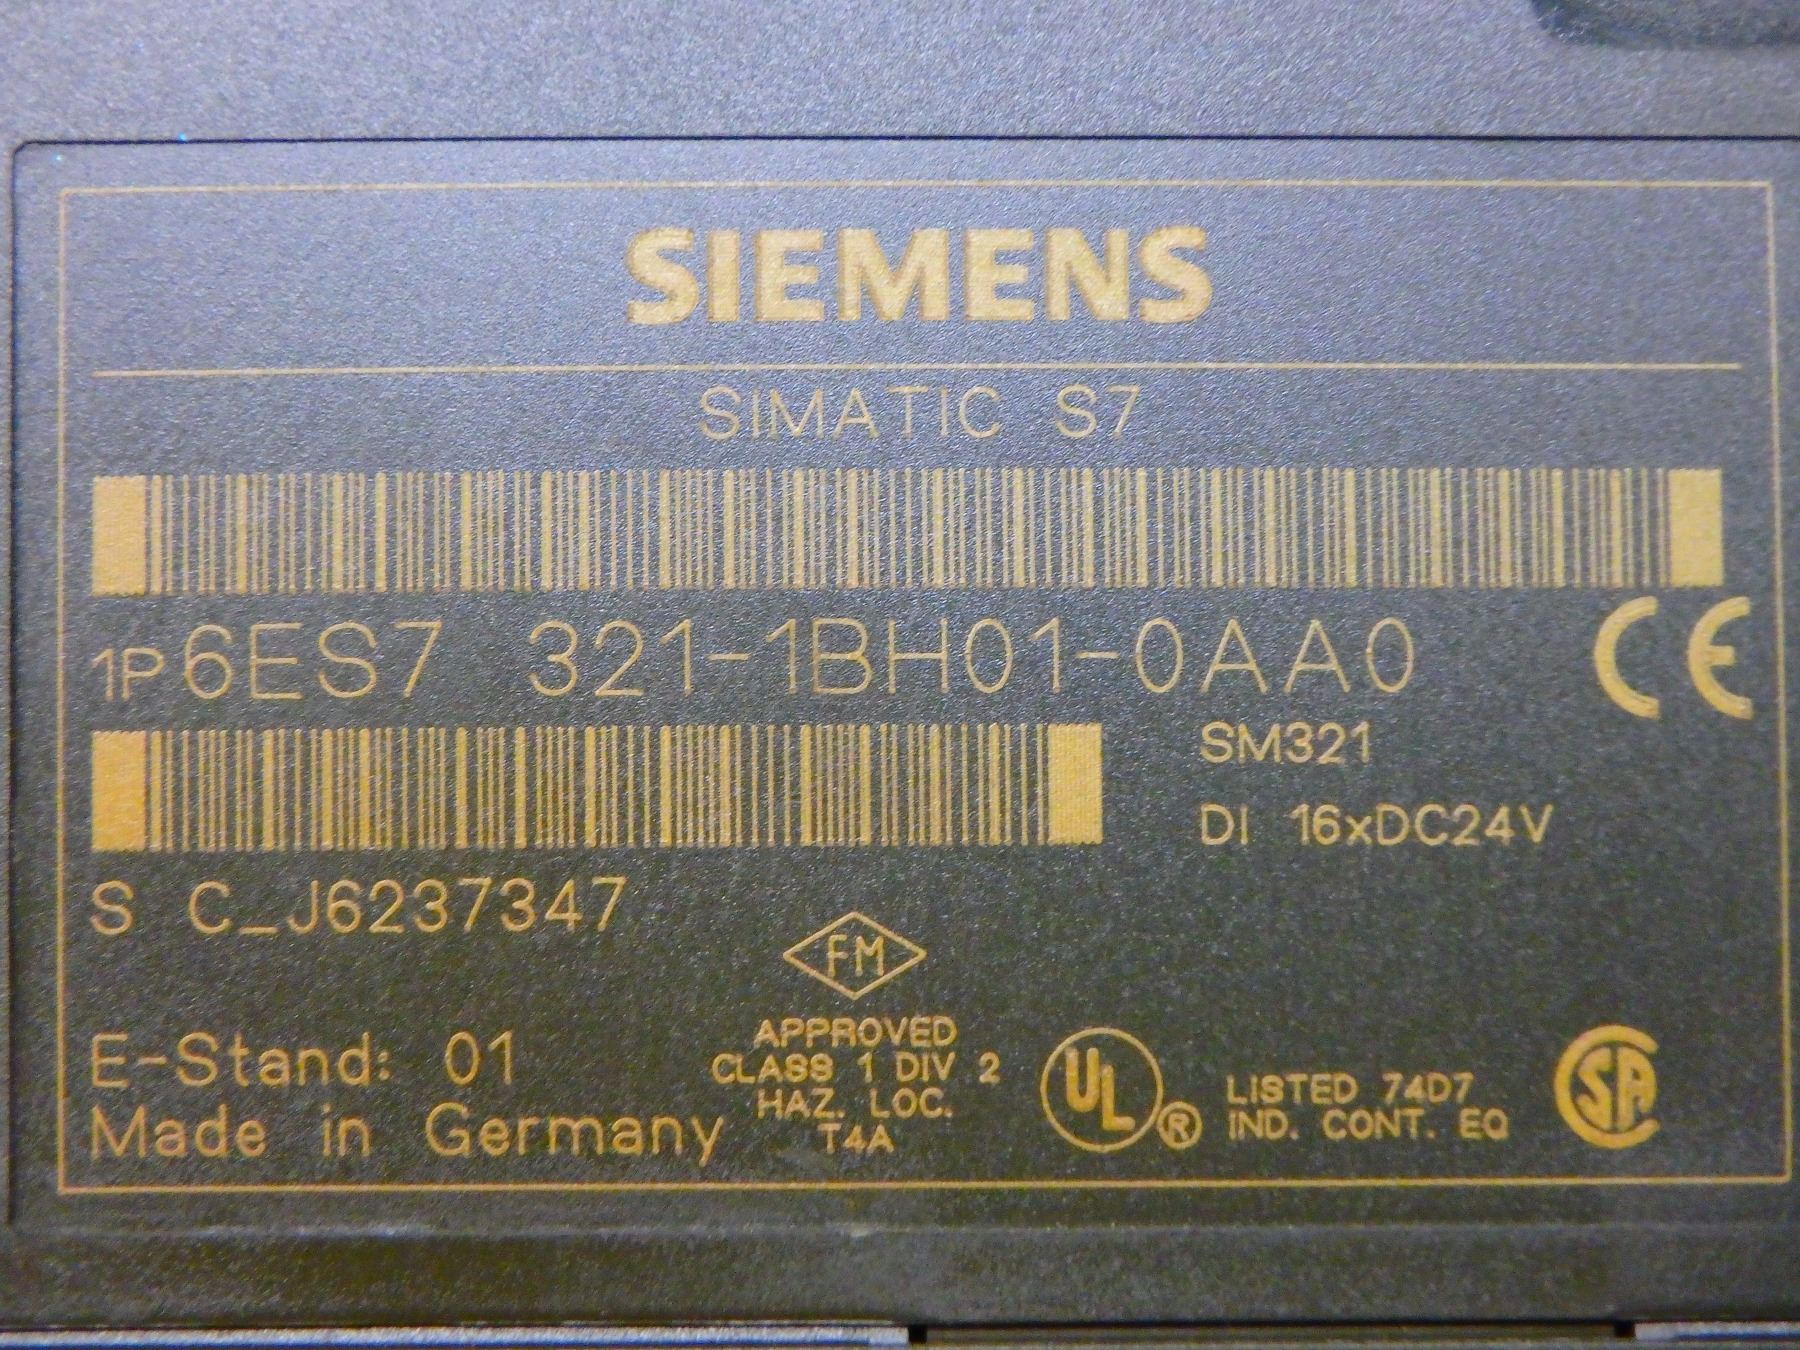 SIEMENS
SIMATIC S7
1P 6ES7 321-1BH01-0AA0
CE
SM321
DI 16xDC24V
S C_J6237347
FM
APPROVED
CLASS 1 DIV 2
HAZ. LOC.
T4A
E-Stand: 01
Made in Germany
UL®
LISTED 74D7
IND. CONT. EQ
SA